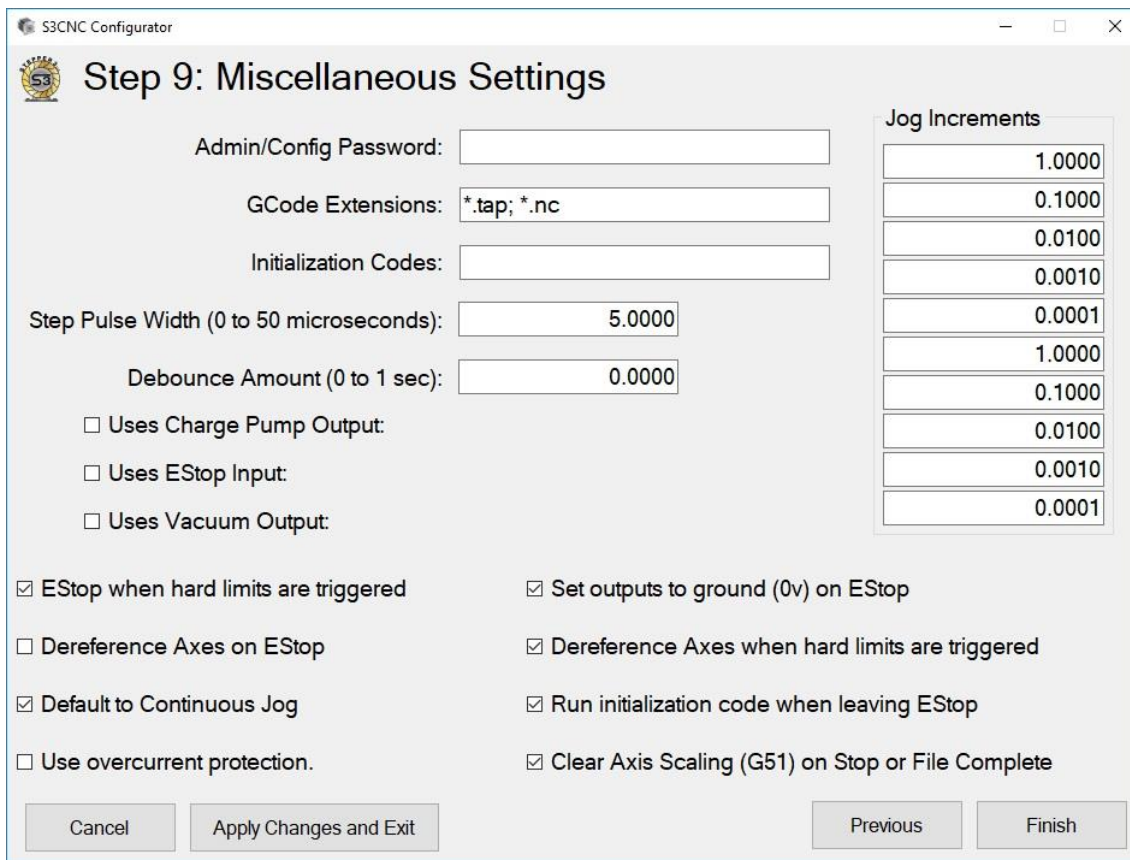 S3CNC Configurator
S3
Step 9: Miscellaneous Settings
Admin/Config Password:
GCode Extensions: *.tap; *.nc
Initialization Codes:
Step Pulse Width (0 to 50 microseconds): 5.0000
Debounce Amount (0 to 1 sec): 0.0000
Uses Charge Pump Output:
Uses EStop Input:
Uses Vacuum Output:
Jog Increments
1.0000
0.1000
0.0100
0.0010
0.0001
1.0000
0.1000
0.0100
0.0010
0.0001
EStop when hard limits are triggered
Set outputs to ground (0v) on EStop
Dereference Axes on EStop
Dereference Axes when hard limits are triggered
Default to Continuous Jog
Run initialization code when leaving EStop
Use overcurrent protection.
Clear Axis Scaling (G51) on Stop or File Complete
Cancel
Apply Changes and Exit
Previous
Finish